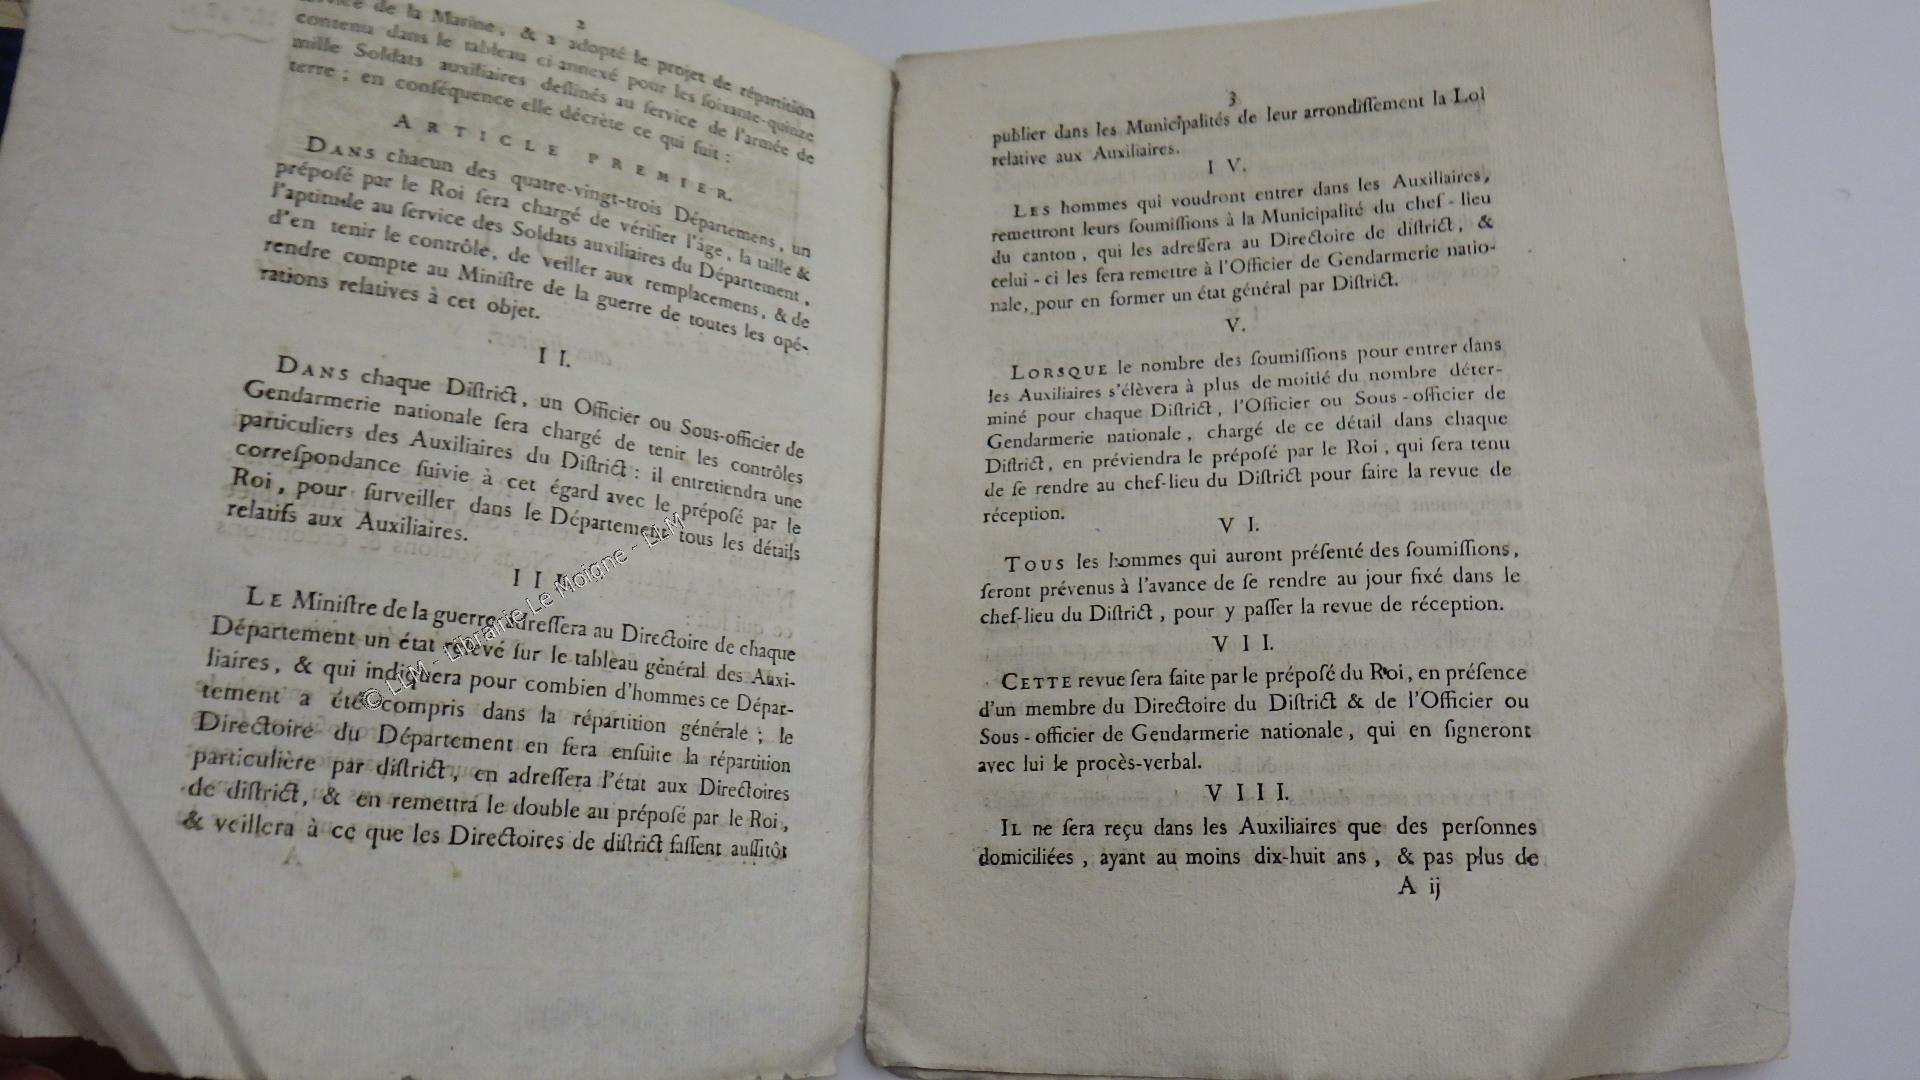 2
service de la Marine, & a adopté le projet de répartition
contenu dans le tableau ci-annexé pour les ſoixante-quinze
mille Soldats auxiliaires deſtinés au ſervice de l'armée de
terre ; en conſéquence elle décrète ce qui ſuit :
ARTICLE PREMIER.
DANS chacun des quatre-vingt-trois Départemens, un
prépoſé par le Roi ſera chargé de vérifier l'âge, la taille &
l'aptitude au ſervice des Soldats auxiliaires du Département,
d'en tenir le contrôle, de veiller aux remplacemens, & de
rendre compte au Miniſtre de la guerre de toutes les opé-
rations relatives à cet objet.
II.
DANS chaque Diſtrict, un Officier ou Sous-officier de
Gendarmerie nationale ſera chargé de tenir les contrôles
particuliers des Auxiliaires du Diſtrict : il entretiendra une
correſpondance ſuivie à cet égard avec le prépoſé par le
Roi, pour ſurveiller dans le Département tous les détails
relatifs aux Auxiliaires.
III.
LE Miniſtre de la guerre adreſſera au Directoire de chaque
Département un état relevé ſur le tableau général des Auxi-
liaires, & qui indiquera pour combien d'hommes ce Dépar-
tement a été compris dans la répartition générale ; le
Directoire du Département en fera enſuite la répartition
particulière par diſtrict, en adreſſera l'état aux Directoires
de diſtrict, & en remettra le double au prépoſé par le Roi,
& veillera à ce que les Directoires de diſtrict faſſent auſſitôt
© LLM - Librairie Le Moigne - LLM
3
publier dans les Municipalités de leur arrondiſſement la Loi
relative aux Auxiliaires.
IV.
LES hommes qui voudront entrer dans les Auxiliaires,
remettront leurs ſoumiſſions à la Municipalité du chef-lieu
du canton, qui les adreſſera au Directoire de diſtrict, &
celui-ci les fera remettre à l'Officier de Gendarmerie natio-
nale, pour en former un état général par Diſtrict.
V.
LORSQUE le nombre des ſoumiſſions pour entrer dans
les Auxiliaires s'élèvera à plus de moitié du nombre déter-
miné pour chaque Diſtrict, l'Officier ou Sous-officier de
Gendarmerie nationale, chargé de ce détail dans chaque
Diſtrict, en préviendra le prépoſé par le Roi, qui ſera tenu
de ſe rendre au chef-lieu du Diſtrict pour faire la revue de
réception.
VI.
TOUS les hommes qui auront préſenté des ſoumiſſions,
ſeront prévenus à l'avance de ſe rendre au jour fixé dans le
chef-lieu du Diſtrict, pour y paſſer la revue de réception.
VII.
CETTE revue ſera faite par le prépoſé du Roi, en préſence
d'un membre du Directoire du Diſtrict & de l'Officier ou
Sous-officier de Gendarmerie nationale, qui en ſigneront
avec lui le procès-verbal.
VIII.
IL ne ſera reçu dans les Auxiliaires que des perſonnes
domiciliées, ayant au moins dix-huit ans, & pas plus de
A ij